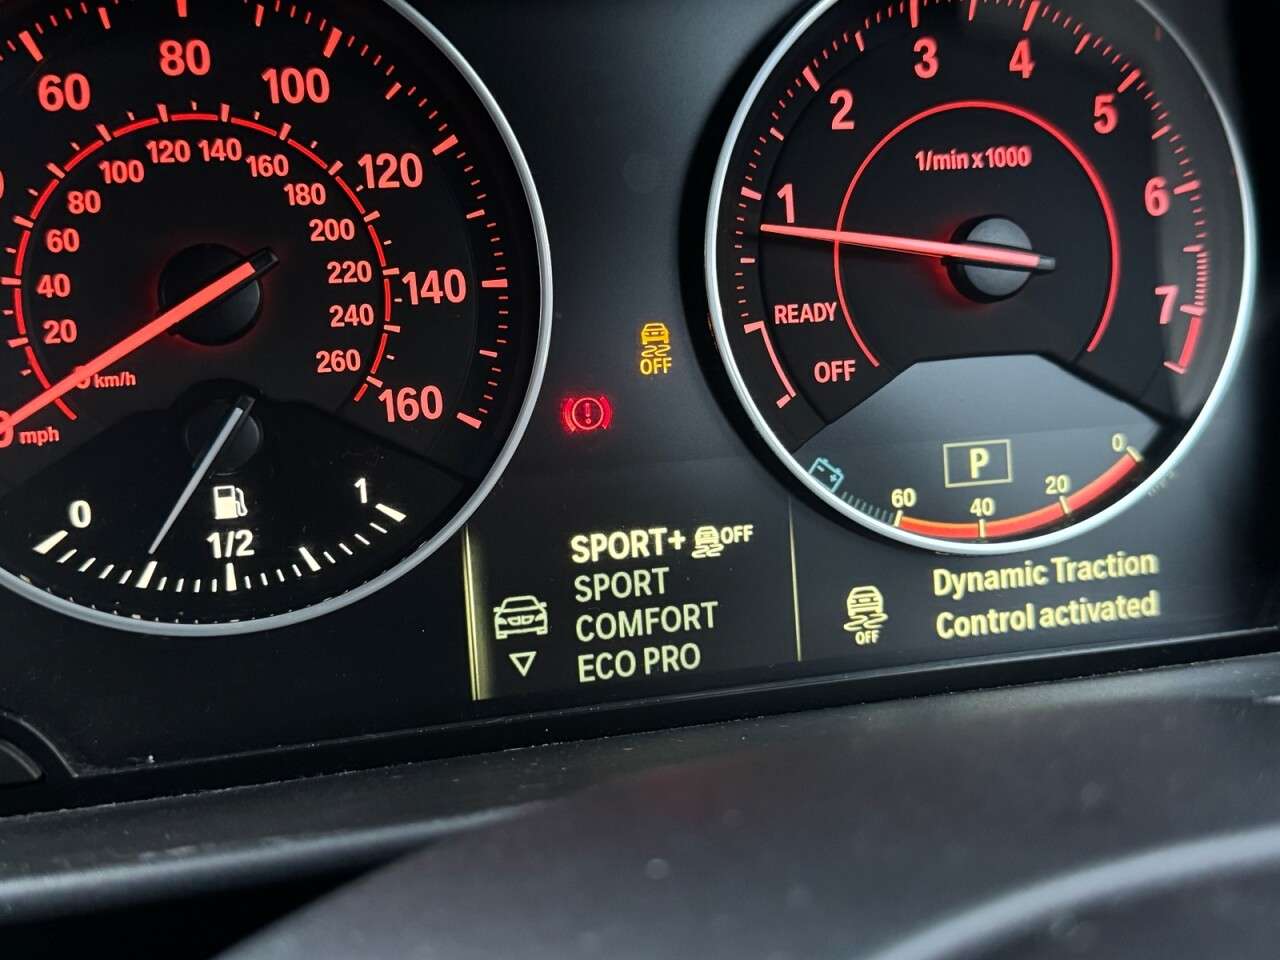 60
80
100
120
140
160
mph
20
40
60
80
100
120
140
160
180
200
220
240
260
km/h
0
1/2
1
1
2
3
4
5
6
7
1/min x 1000
READY
OFF
OFF
P
60
40
20
0
SPORT+ OFF
SPORT
COMFORT
ECO PRO
OFF
Dynamic Traction
Control activated